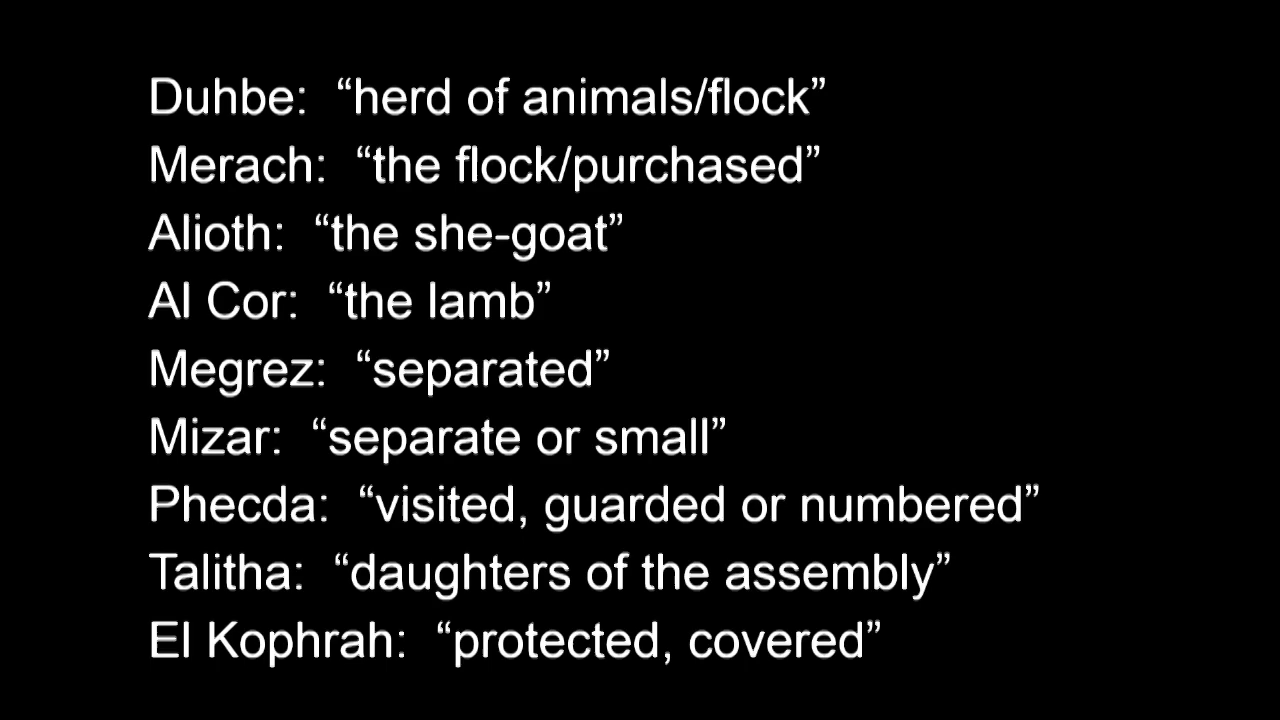 Duhbe:  “herd of animals/flock”
Merach:  “the flock/purchased”
Alioth:  “the she-goat”
Al Cor:  “the lamb”
Megrez:  “separated”
Mizar:  “separate or small”
Phecda:  “visited, guarded or numbered”
Talitha:  “daughters of the assembly”
El Kophrah:  “protected, covered”